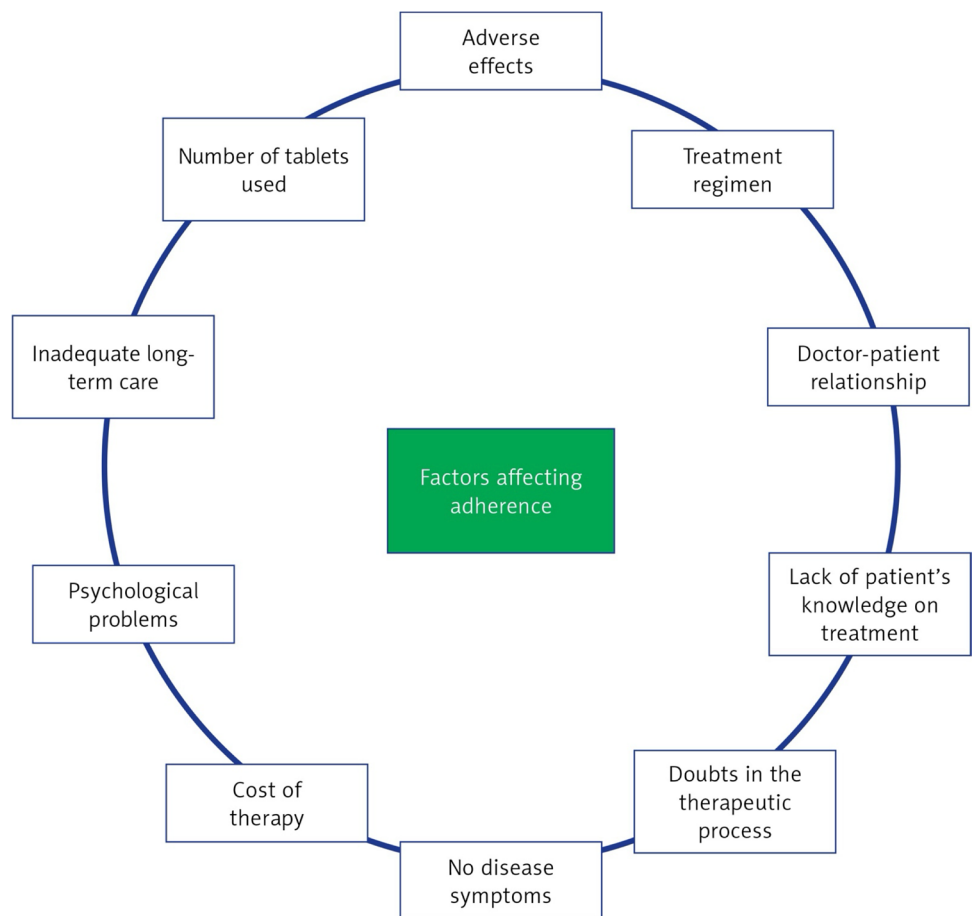 Adverse
effects
Treatment
regimen
Doctor-patient
relationship
Lack of patient’s
knowledge on
treatment
Doubts in the
therapeutic
process
No disease
symptoms
Cost of
therapy
Psychological
problems
Inadequate long-
term care
Number of tablets
used
Factors affecting
adherence